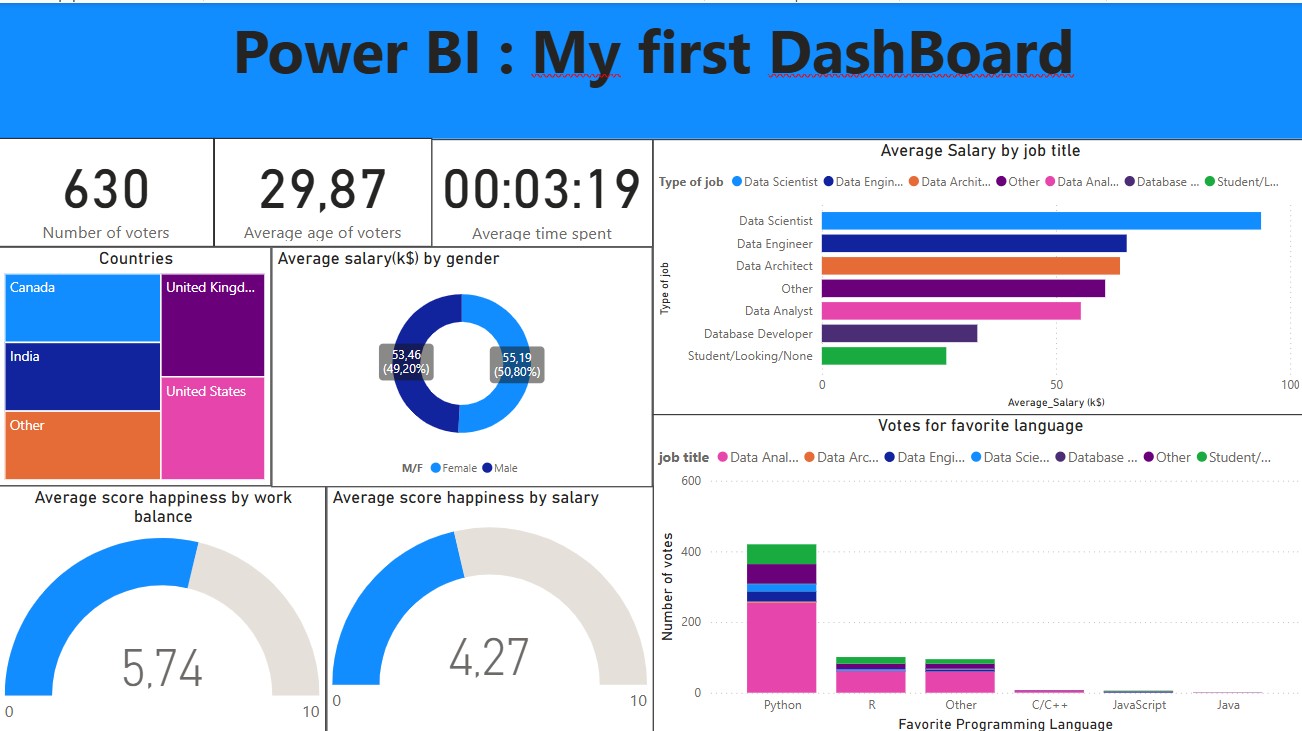 Power BI : My first DashBoard
630
Number of voters
29,87
Average age of voters
00:03:19
Average time spent
Countries
Canada
United Kingd...
India
United States
Other
Average salary(k$) by gender
53,46
(49,20%)
55,19
(50,80%)
M/F Female Male
Average score happiness by work
balance
5,74
0 10
Average score happiness by salary
4,27
0 10
Average Salary by job title
Type of job Data Scientist Data Engin... Data Archit... Other Data Anal... Database ... Student/L...
Type of job
Data Scientist
Data Engineer
Data Architect
Other
Data Analyst
Database Developer
Student/Looking/None
0 50 100
Average_Salary (k$)
Votes for favorite language
job title Data Anal... Data Arc... Data Engi... Data Scie... Database ... Other Student/...
Number of votes
600
400
200
0
Python R Other C/C++ JavaScript Java
Favorite Programming Language